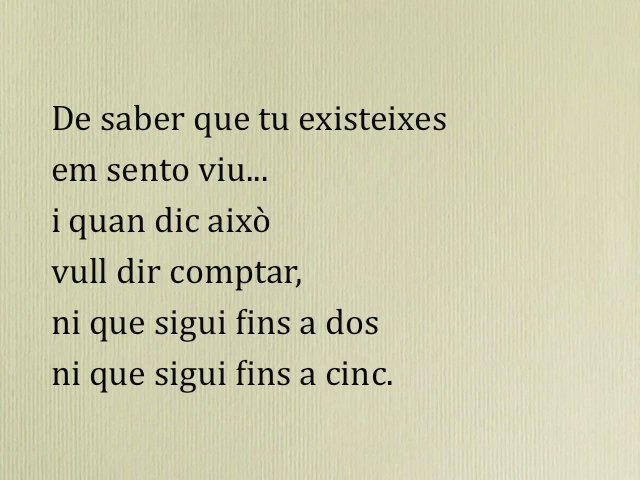 De saber que tu existeixes
em sento viu...
i quan dic això
vull dir comptar,
ni que sigui fins a dos
ni que sigui fins a cinc.